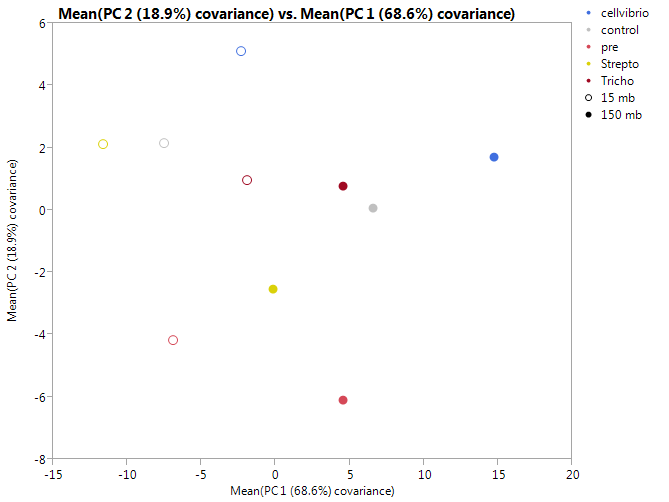 Mean(PC 2 (18.9%) covariance) vs. Mean(PC 1 (68.6%) covariance)
cellvibrio
control
pre
Strepto
Tricho
15 mb
150 mb
Mean(PC 2 (18.9%) covariance)
6
4
2
0
-2
-4
-6
-8
-15
-10
-5
0
5
10
15
20
Mean(PC 1 (68.6%) covariance)